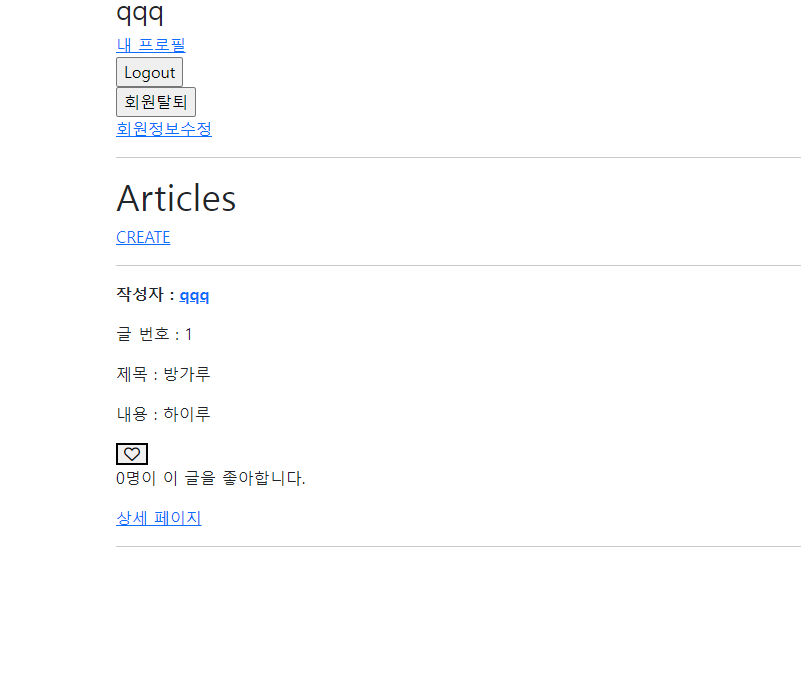 qqq
내 프로필
Logout
회원탈퇴
회원정보수정
Articles
CREATE
작성자 : qqq
글 번호 : 1
제목 : 방가루
내용 : 하이루
0명이 이 글을 좋아합니다.
상세 페이지